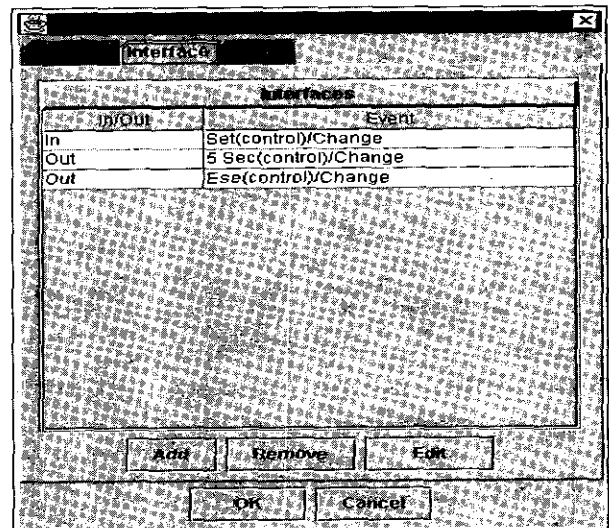 Interface
Interfaces
In/Out Event
In Set(control)/Change
Out 5 Sec(control)/Change
Out Ese(control)/Change
Add Remove Edit
OK Cancel